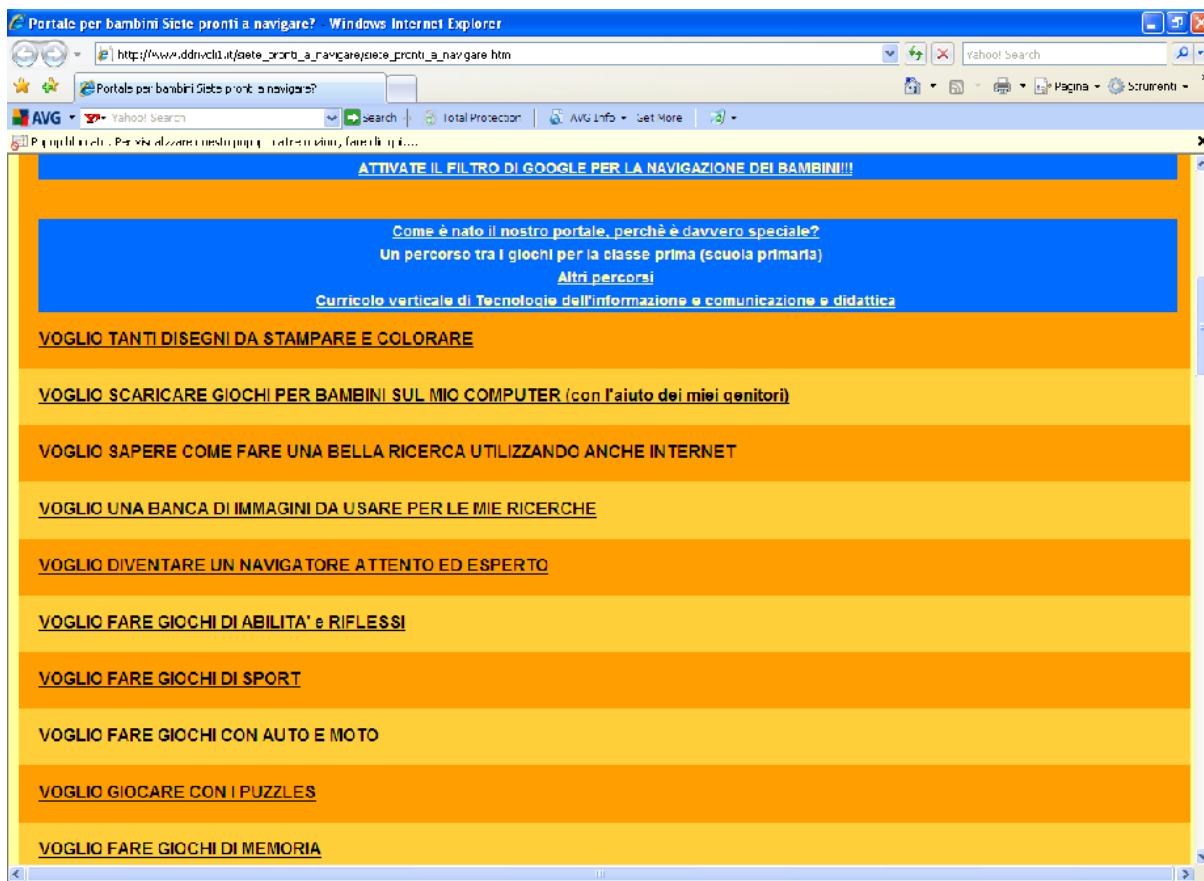 Portale per bambini Siete pronti a navigare? - Windows Internet Explorer
Yahoo! Search
Portale per bambini Siete pronti a navigare?
Pagina
Strumenti
AVG
Yahoo! Search
Search
Total Protection
AVG Info
Get More
ATTIVATE IL FILTRO DI GOOGLE PER LA NAVIGAZIONE DEI BAMBINI!!!
Come è nato il nostro portale, perchè è davvero speciale?
Un percorso tra i giochi per la classe prima (scuola primaria)
Altri percorsi
Curricolo verticale di Tecnologie dell'informazione e comunicazione e didattica
VOGLIO TANTI DISEGNI DA STAMPARE E COLORARE
VOGLIO SCARICARE GIOCHI PER BAMBINI SUL MIO COMPUTER (con l'aiuto dei miei genitori)
VOGLIO SAPERE COME FARE UNA BELLA RICERCA UTILIZZANDO ANCHE INTERNET
VOGLIO UNA BANCA DI IMMAGINI DA USARE PER LE MIE RICERCHE
VOGLIO DIVENTARE UN NAVIGATORE ATTENTO ED ESPERTO
VOGLIO FARE GIOCHI DI ABILITA' e RIFLESSI
VOGLIO FARE GIOCHI DI SPORT
VOGLIO FARE GIOCHI CON AUTO E MOTO
VOGLIO GIOCARE CON I PUZZLES
VOGLIO FARE GIOCHI DI MEMORIA